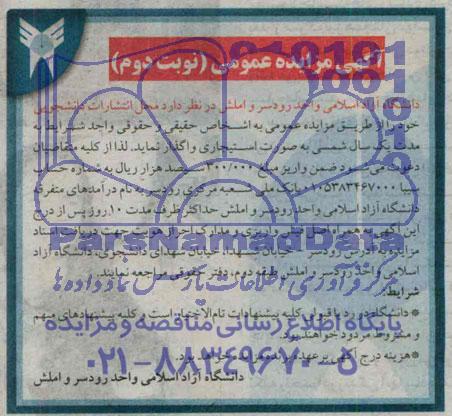 آگهی مزایده عمومی (نوبت دوم)
دانشگاه آزاد اسلامی واحد رودسر و املش در نظر دارد محل انتشارات دانشجویی
خود را از طریق مزایده عمومی به اشخاص حقیقی و حقوقی واجد شرایط به
مدت یک سال شمسی به صورت استیجاری واگذار نماید. لذا از کلیه متقاضیان
دعوت می‌شود ضمن واریز مبلغ ۳۰۰/۰۰۰ سیصد هزار ریال به شماره حساب
سیبا ۰۱۰۵۳۸۳۴۶۷۰۰۰ بانک ملی شعبه مرکزی رودسر به نام درآمدهای متفرقه
دانشگاه آزاد اسلامی واحد رودسر و املش حداکثر ظرف مدت ۱۰ روز پس از درج
این آگهی به همراه اصل فیش واریزی و مدارک احراز هویت جهت دریافت اسناد
مزایده به آدرس رودسر - خیابان شهدا، خیابان شهدای دانشجوی، دانشگاه آزاد
اسلامی واحد رودسر و املش طبقه دوم، دفتر حقوقی مراجعه نمایند.
شرایط:
* دانشگاه در رد یا قبول کلیه پیشنهادات تام‌الاختیار است و کلیه پیشنهادهای مبهم
و مشروط مردود خواهند بود.
* هزینه درج آگهی بر عهده برنده مزایده خواهد بود.
دانشگاه آزاد اسلامی واحد رودسر و املش
ParsNamadData
مرکز فرآوری اطلاعات پارس نماد داده ها
پایگاه اطلاع رسانی مناقصه و مزایده
۰۲۱-۸۸۳۴۹۶۷۰-۵